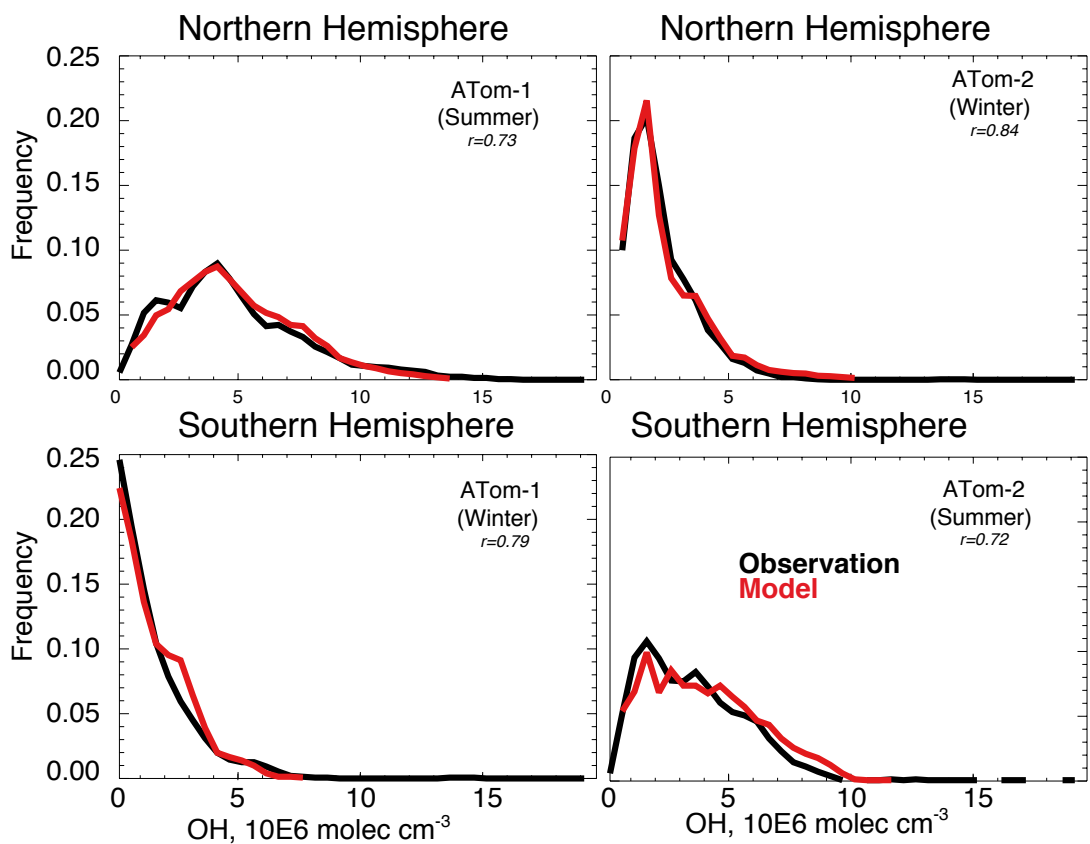 Northern Hemisphere
Northern Hemisphere
0.25
0.20
0.15
0.10
0.05
0.00
Frequency
ATom-1
(Summer)
r=0.73
0 5 10 15
ATom-2
(Winter)
r=0.84
0 5 10 15
Southern Hemisphere
Southern Hemisphere
0.25
0.20
0.15
0.10
0.05
0.00
Frequency
ATom-1
(Winter)
r=0.79
0 5 10 15
OH, 10E6 molec cm-3
ATom-2
(Summer)
r=0.72
Observation
Model
0 5 10 15
OH, 10E6 molec cm-3